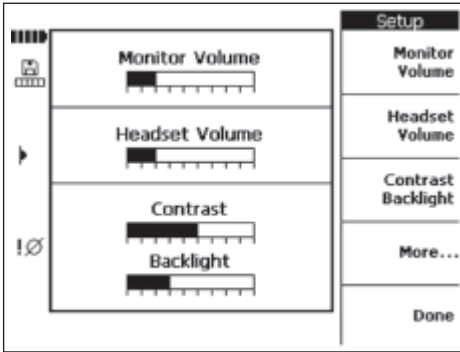 Setup
Monitor Volume
Headset Volume
Contrast
Backlight
!Ø
Monitor
Volume
Headset
Volume
Contrast
Backlight
More...
Done